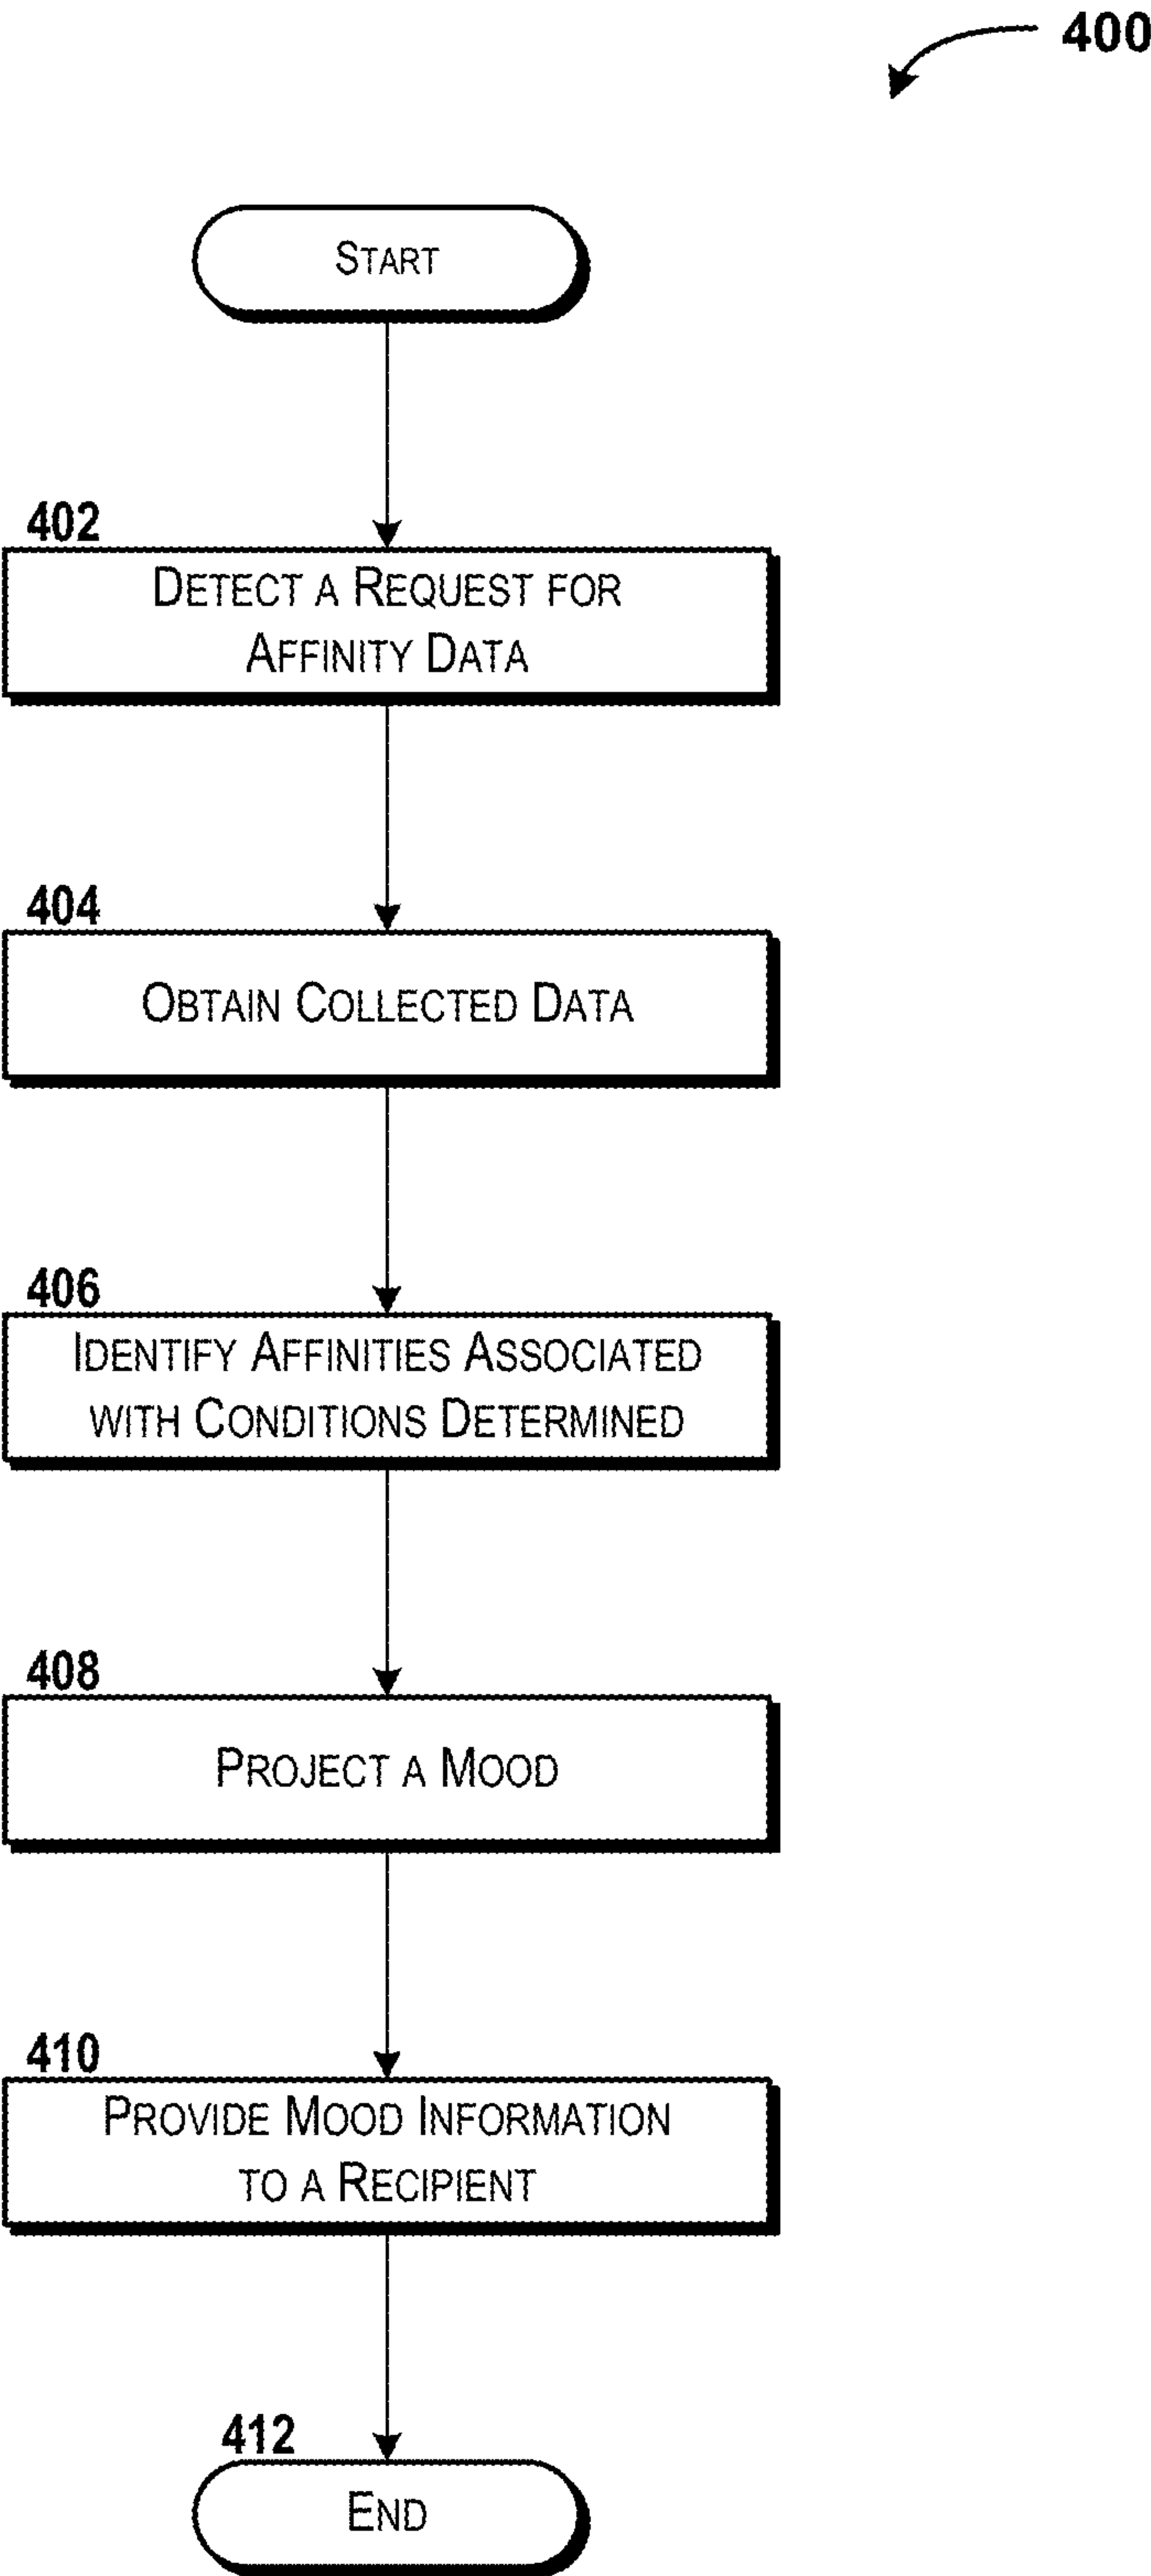 400
START
402
DETECT A REQUEST FOR
AFFINITY DATA
404
OBTAIN COLLECTED DATA
406
IDENTIFY AFFINITIES ASSOCIATED
WITH CONDITIONS DETERMINED
408
PROJECT A MOOD
410
PROVIDE MOOD INFORMATION
TO A RECIPIENT
412
END